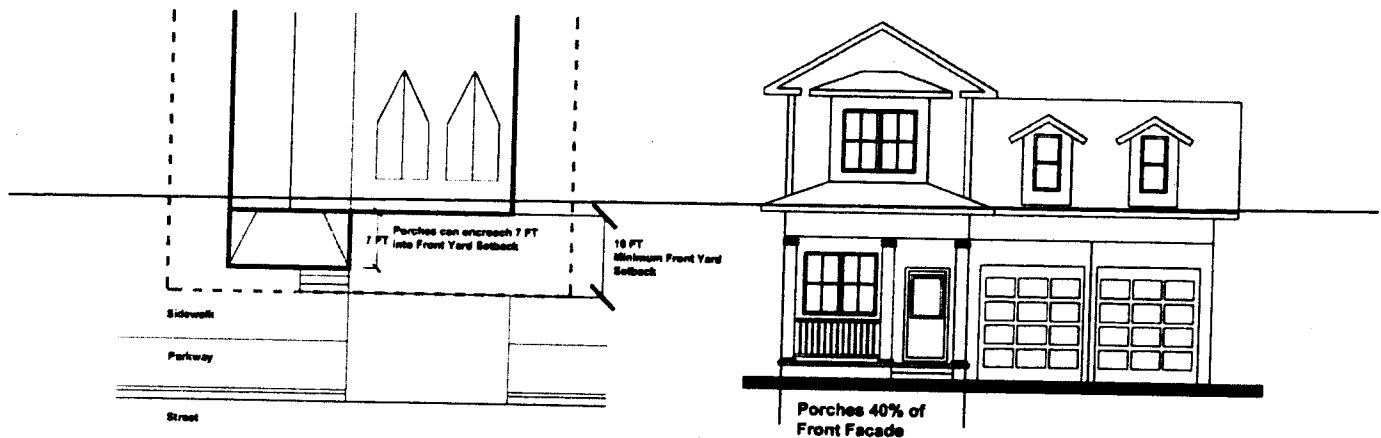 7 FT
Porches can encroach 7 FT
into Front Yard Setback
10 FT
Minimum Front Yard
Setback
Sidewalk
Parkway
Street
Porches 40% of
Front Facade